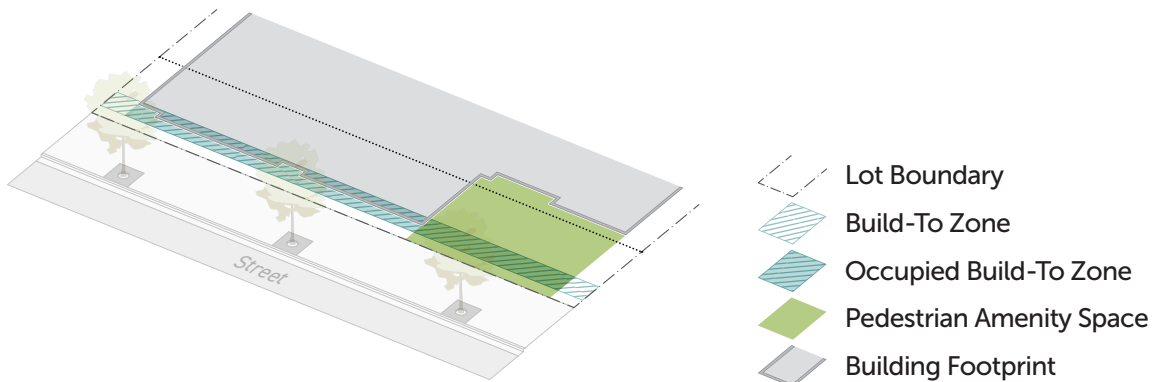 Street
Lot Boundary
Build-To Zone
Occupied Build-To Zone
Pedestrian Amenity Space
Building Footprint